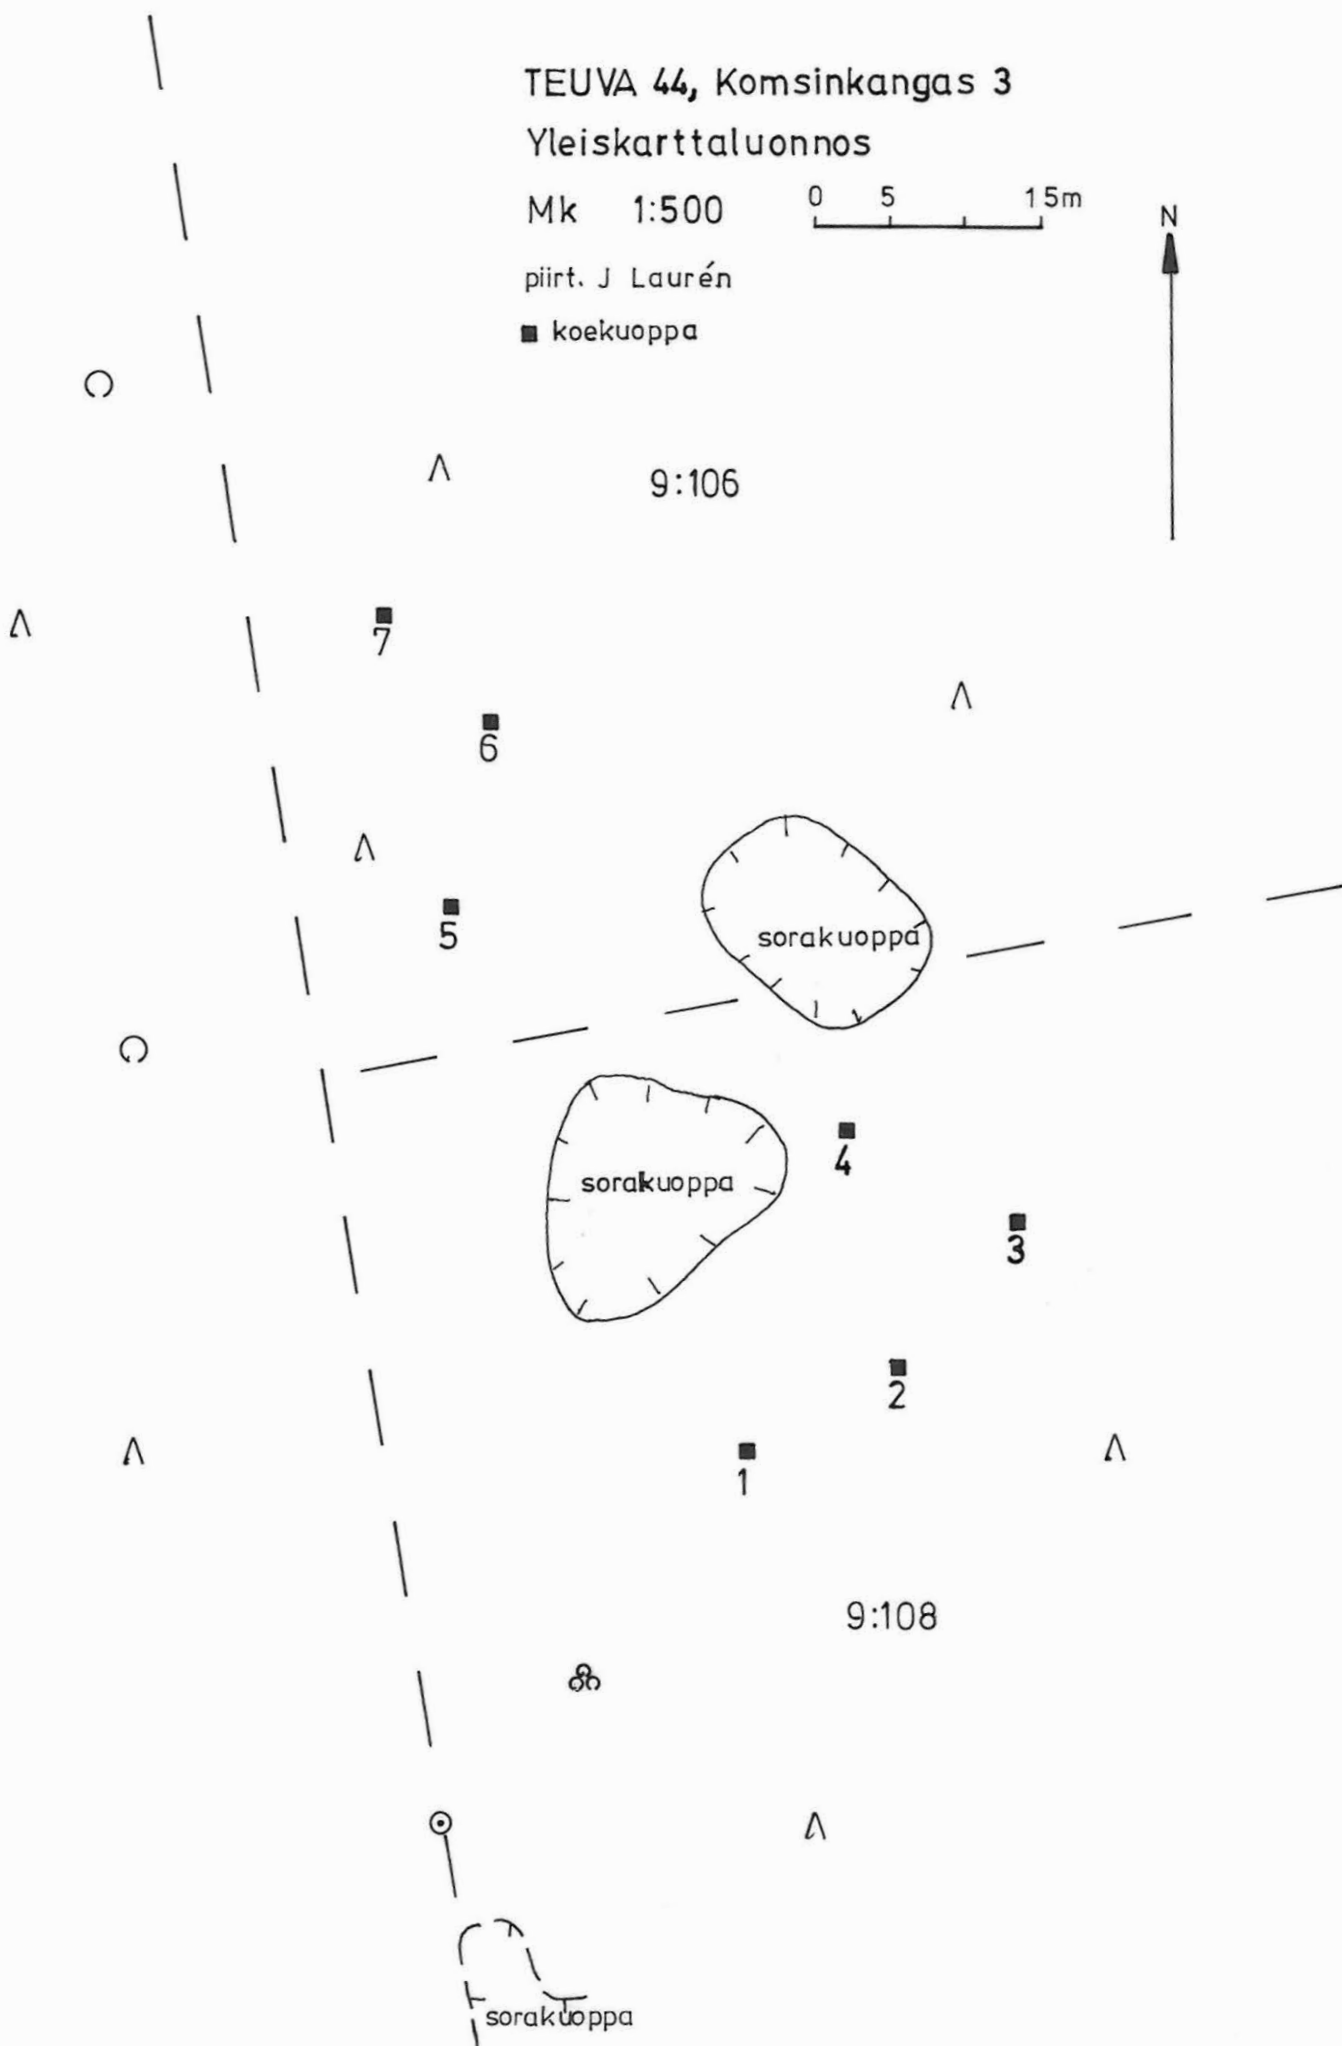 TEUVA 44, Komsinkangas 3
Yleiskarttaluonnos
Mk 1:500
0 5 15m
N
piirt. J Laurén
koekuoppa
9:106
7
6
5
sorakuoppa
4
sorakuoppa
3
2
1
9:108
sorakuoppa